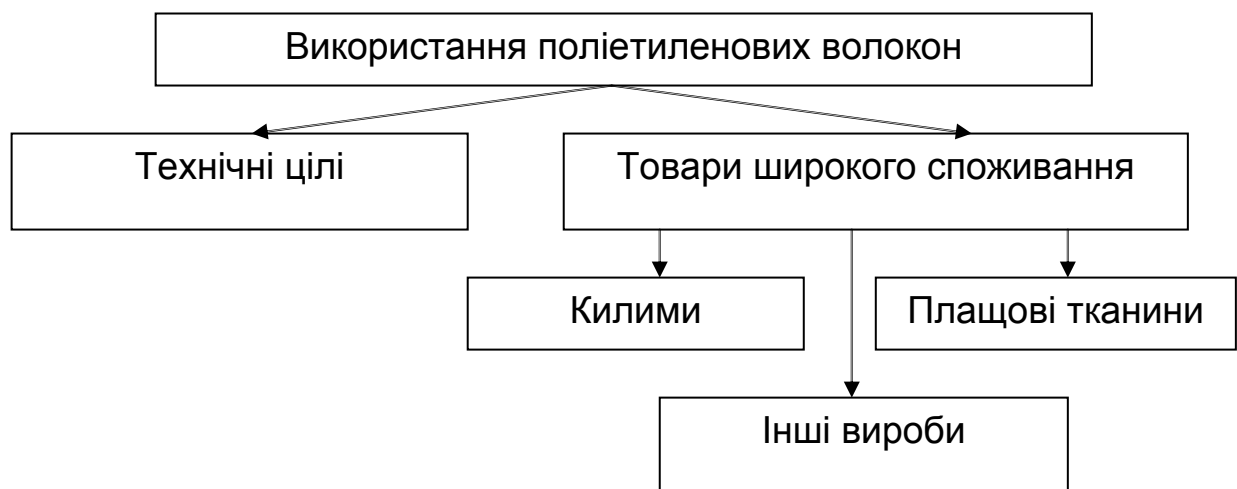 Використання поліетиленових волокон
Технічні цілі
Товари широкого споживання
Килими
Плащові тканини
Інші вироби